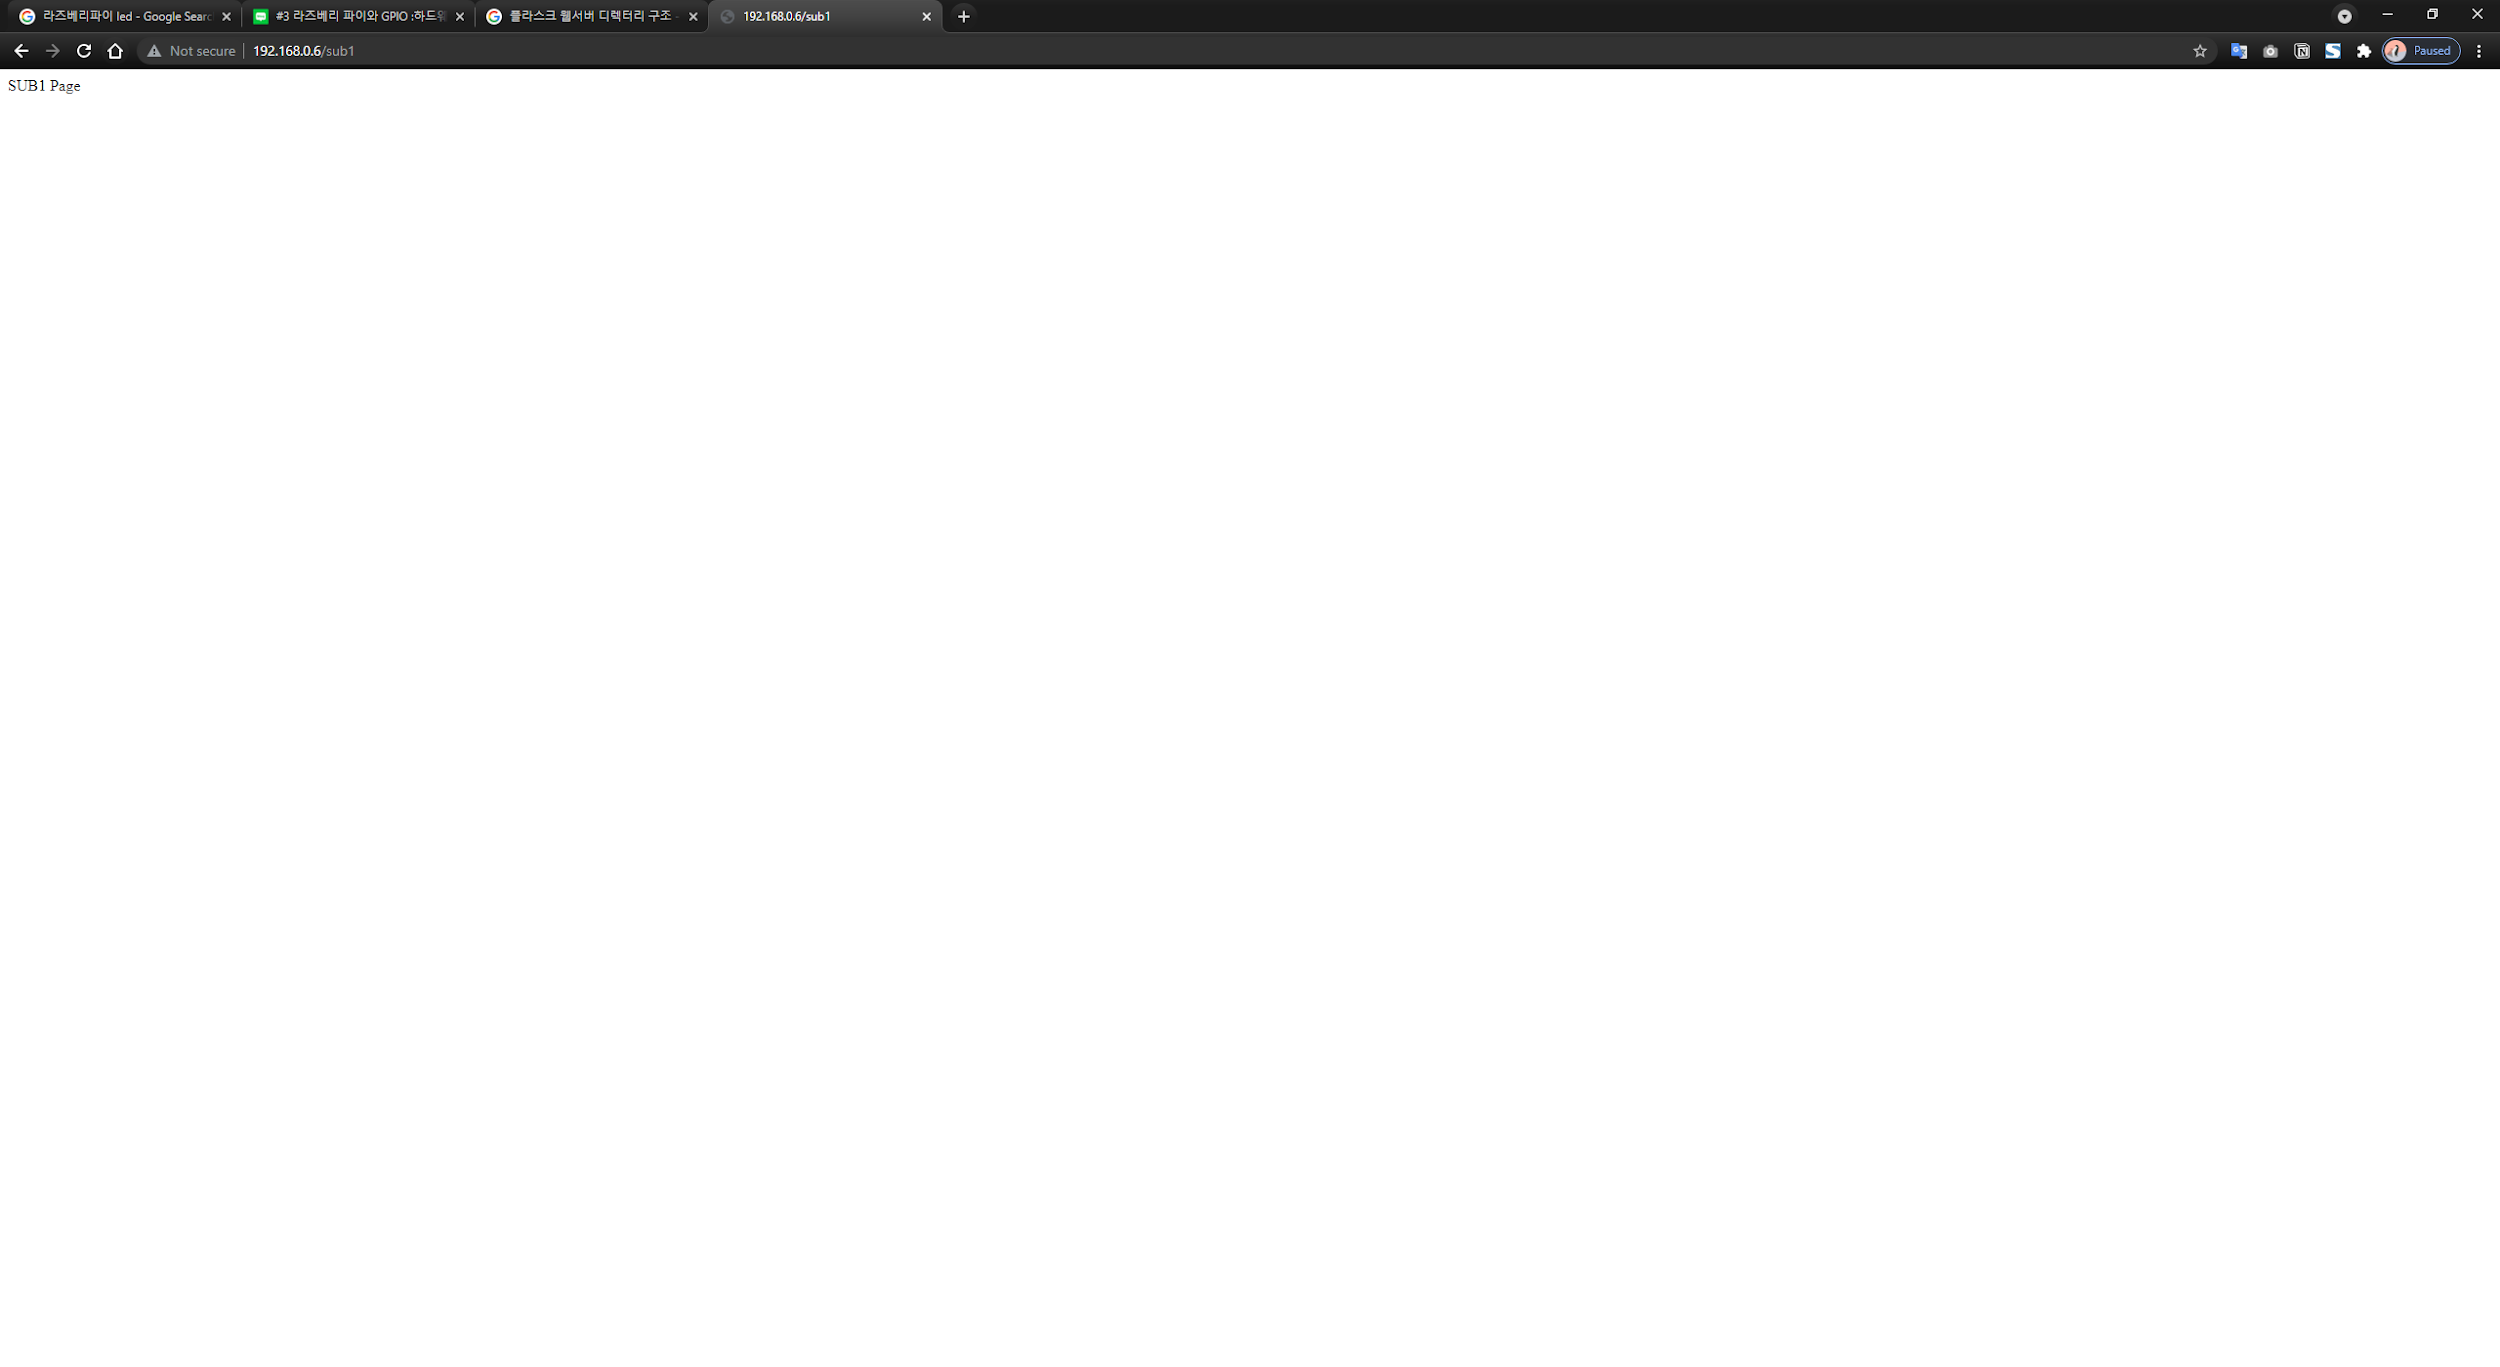 라즈베리파이 led - Google Searc
#3 라즈베리 파이와 GPIO :하드웨
플라스크 웹서버 디렉터리 구조 -
192.168.0.6/sub1
Not secure 192.168.0.6/sub1
Paused
SUB1 Page